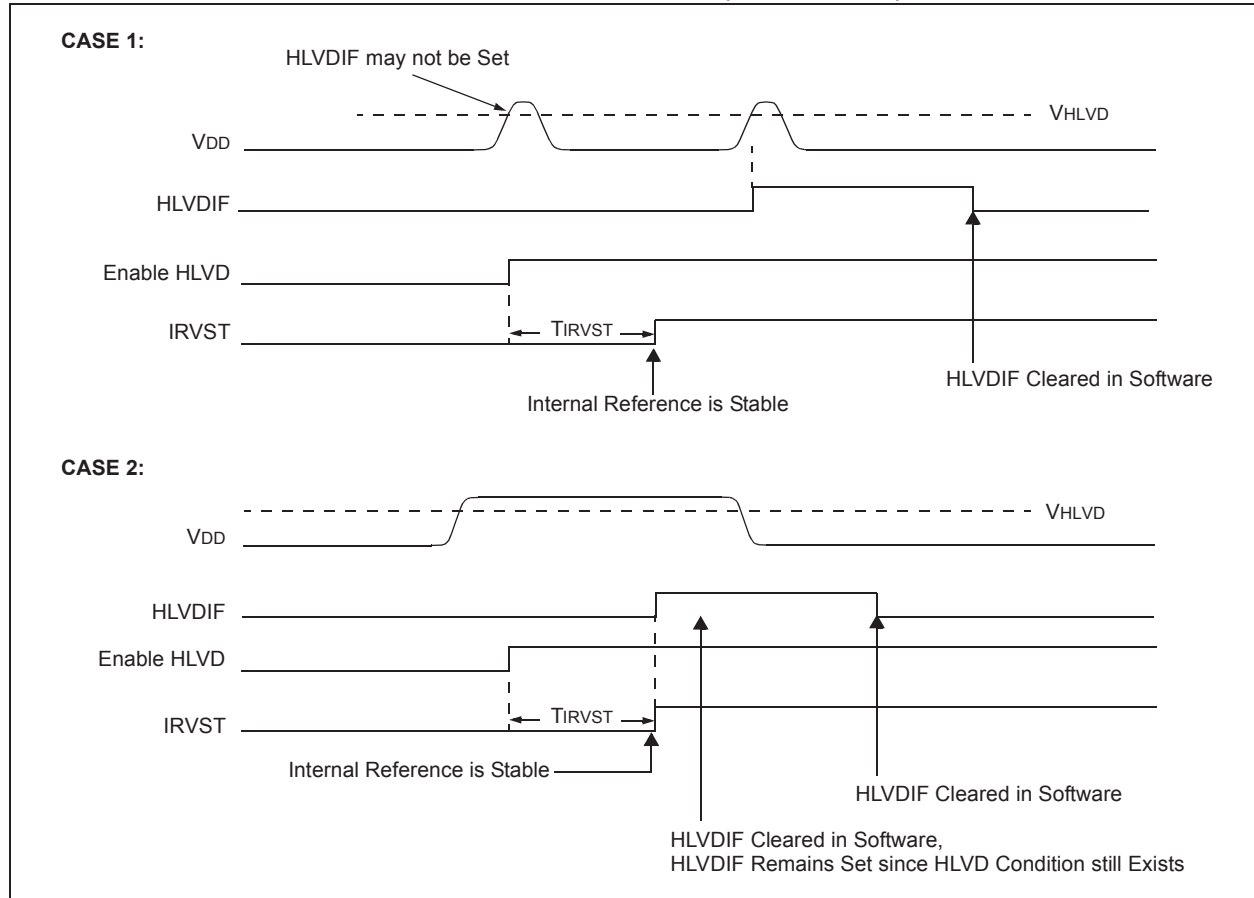 CASE 1:
HLVDIF may not be Set
VHLVD
VDD
HLVDIF
Enable HLVD
TIRVST
IRVST
HLVDIF Cleared in Software
Internal Reference is Stable
CASE 2:
VHLVD
VDD
HLVDIF
Enable HLVD
TIRVST
IRVST
Internal Reference is Stable
HLVDIF Cleared in Software
HLVDIF Cleared in Software,
HLVDIF Remains Set since HLVD Condition still Exists